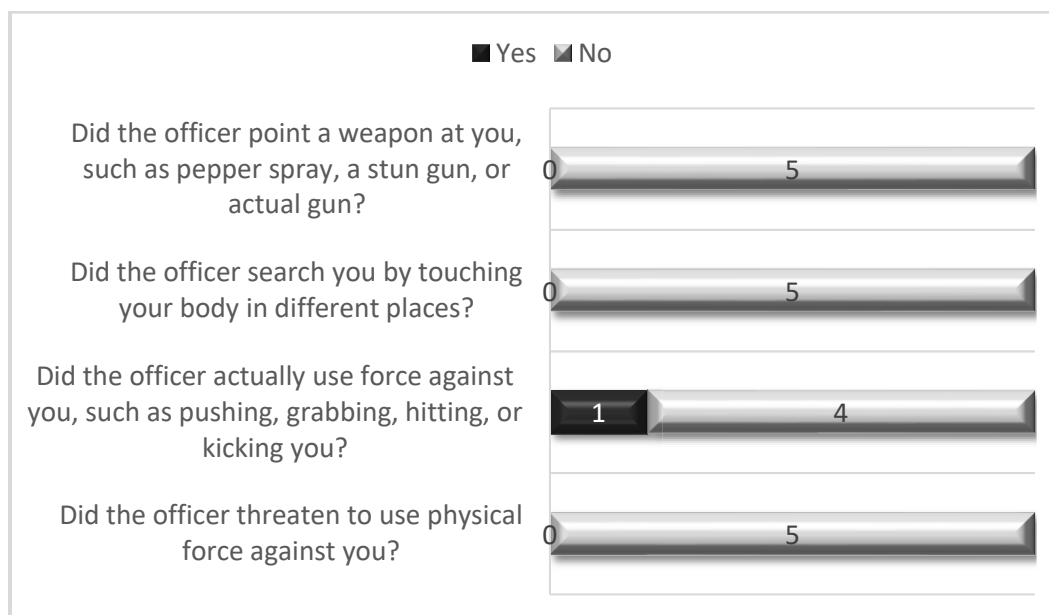 Yes No
Did the officer point a weapon at you,
such as pepper spray, a stun gun, or
actual gun?
0 5
Did the officer search you by touching
your body in different places?
0 5
Did the officer actually use force against
you, such as pushing, grabbing, hitting, or
kicking you?
1 4
Did the officer threaten to use physical
force against you?
0 5